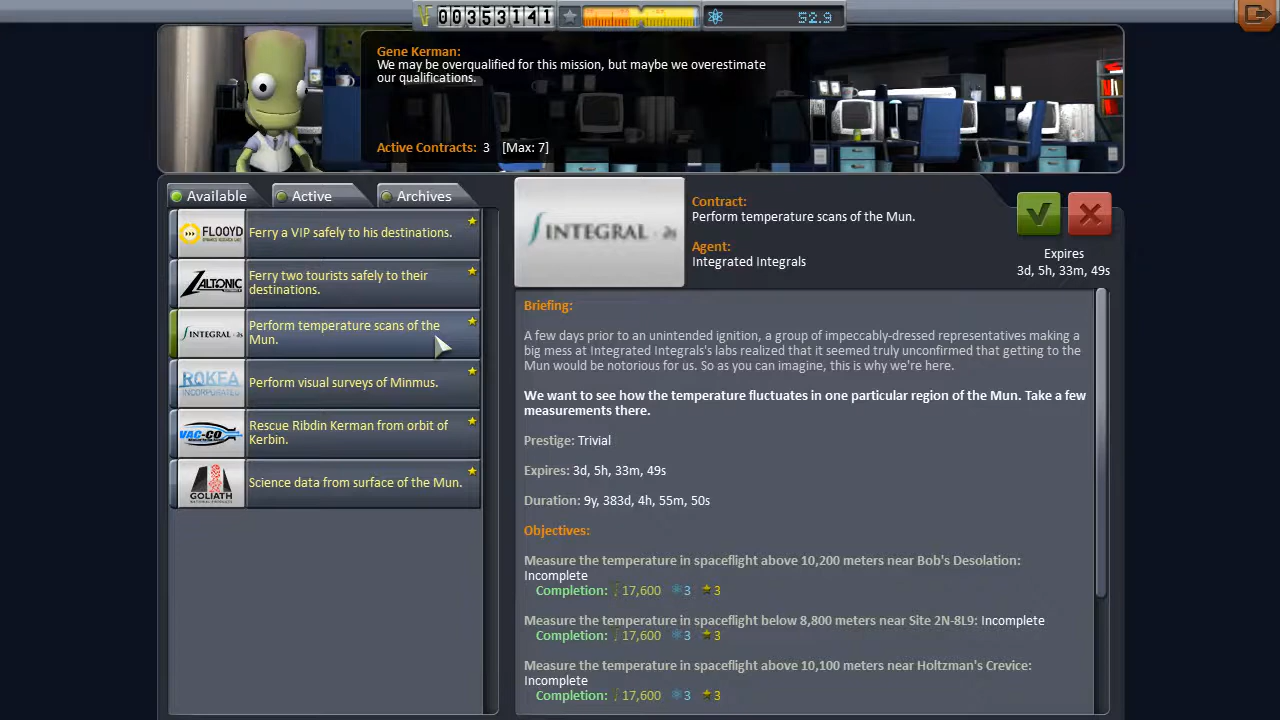 00353141
52.9
Gene Kerman:
We may be overqualified for this mission, but maybe we overestimate
our qualifications.
Active Contracts: 3 [Max: 7]
Available
Active
Archives
FLOOYD
Ferry a VIP safely to his destinations.
ZALTONIC
Ferry two tourists safely to their
destinations.
INTEGRAL
Perform temperature scans of the
Mun.
ROKEA
INCORPORATED
Perform visual surveys of Minmus.
VAC-CO
Rescue Ribdin Kerman from orbit of
Kerbin.
GOLIATH
NATIONAL PRODUCTS
Science data from surface of the Mun.
INTEGRAL
Contract:
Perform temperature scans of the Mun.
Agent:
Integrated Integrals
Expires
3d, 5h, 33m, 49s
Briefing:
A few days prior to an unintended ignition, a group of impeccably-dressed representatives making a
big mess at Integrated Integrals's labs realized that it seemed truly unconfirmed that getting to the
Mun would be notorious for us. So as you can imagine, this is why we're here.
We want to see how the temperature fluctuates in one particular region of the Mun. Take a few
measurements there.
Prestige: Trivial
Expires: 3d, 5h, 33m, 49s
Duration: 9y, 383d, 4h, 55m, 50s
Objectives:
Measure the temperature in spaceflight above 10,200 meters near Bob's Desolation:
Incomplete
Completion: 17,600 3 3
Measure the temperature in spaceflight below 8,800 meters near Site 2N-8L9: Incomplete
Completion: 17,600 3 3
Measure the temperature in spaceflight above 10,100 meters near Holtzman's Crevice:
Incomplete
Completion: 17,600 3 3